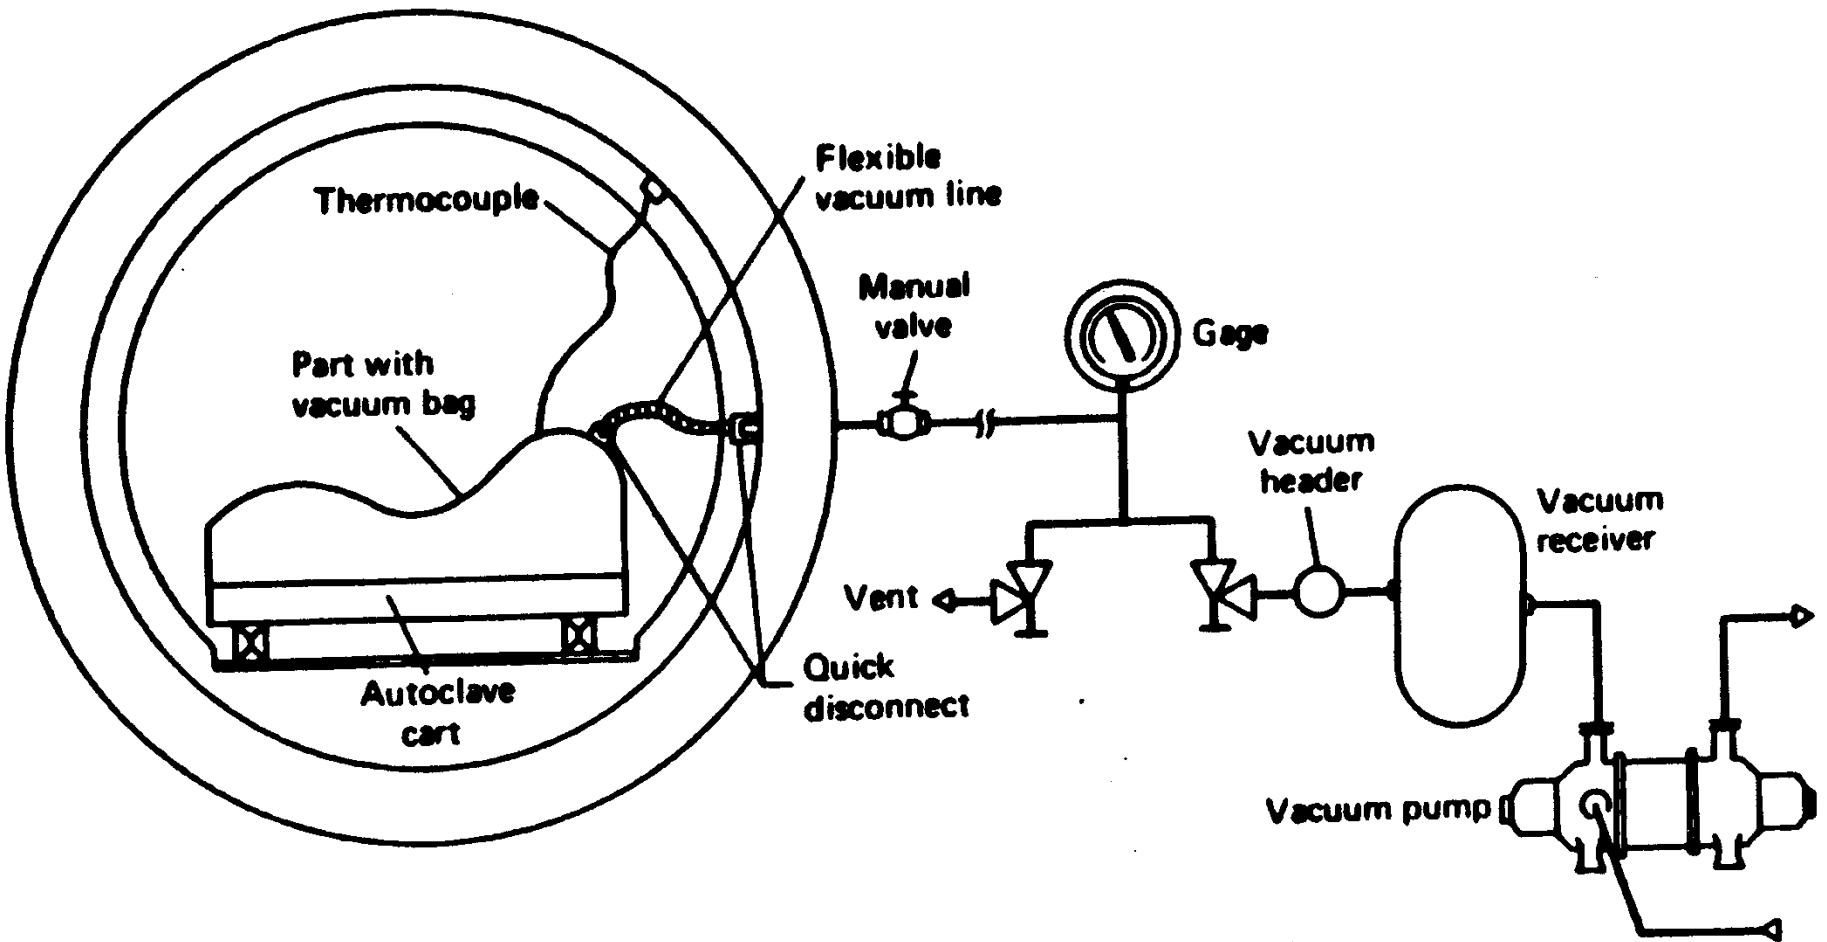 Flexible
vacuum line
Thermocouple
Manual
valve
Gage
Part with
vacuum bag
Vacuum
header
Vacuum
receiver
Vent
Quick
disconnect
Autoclave
cart
Vacuum pump